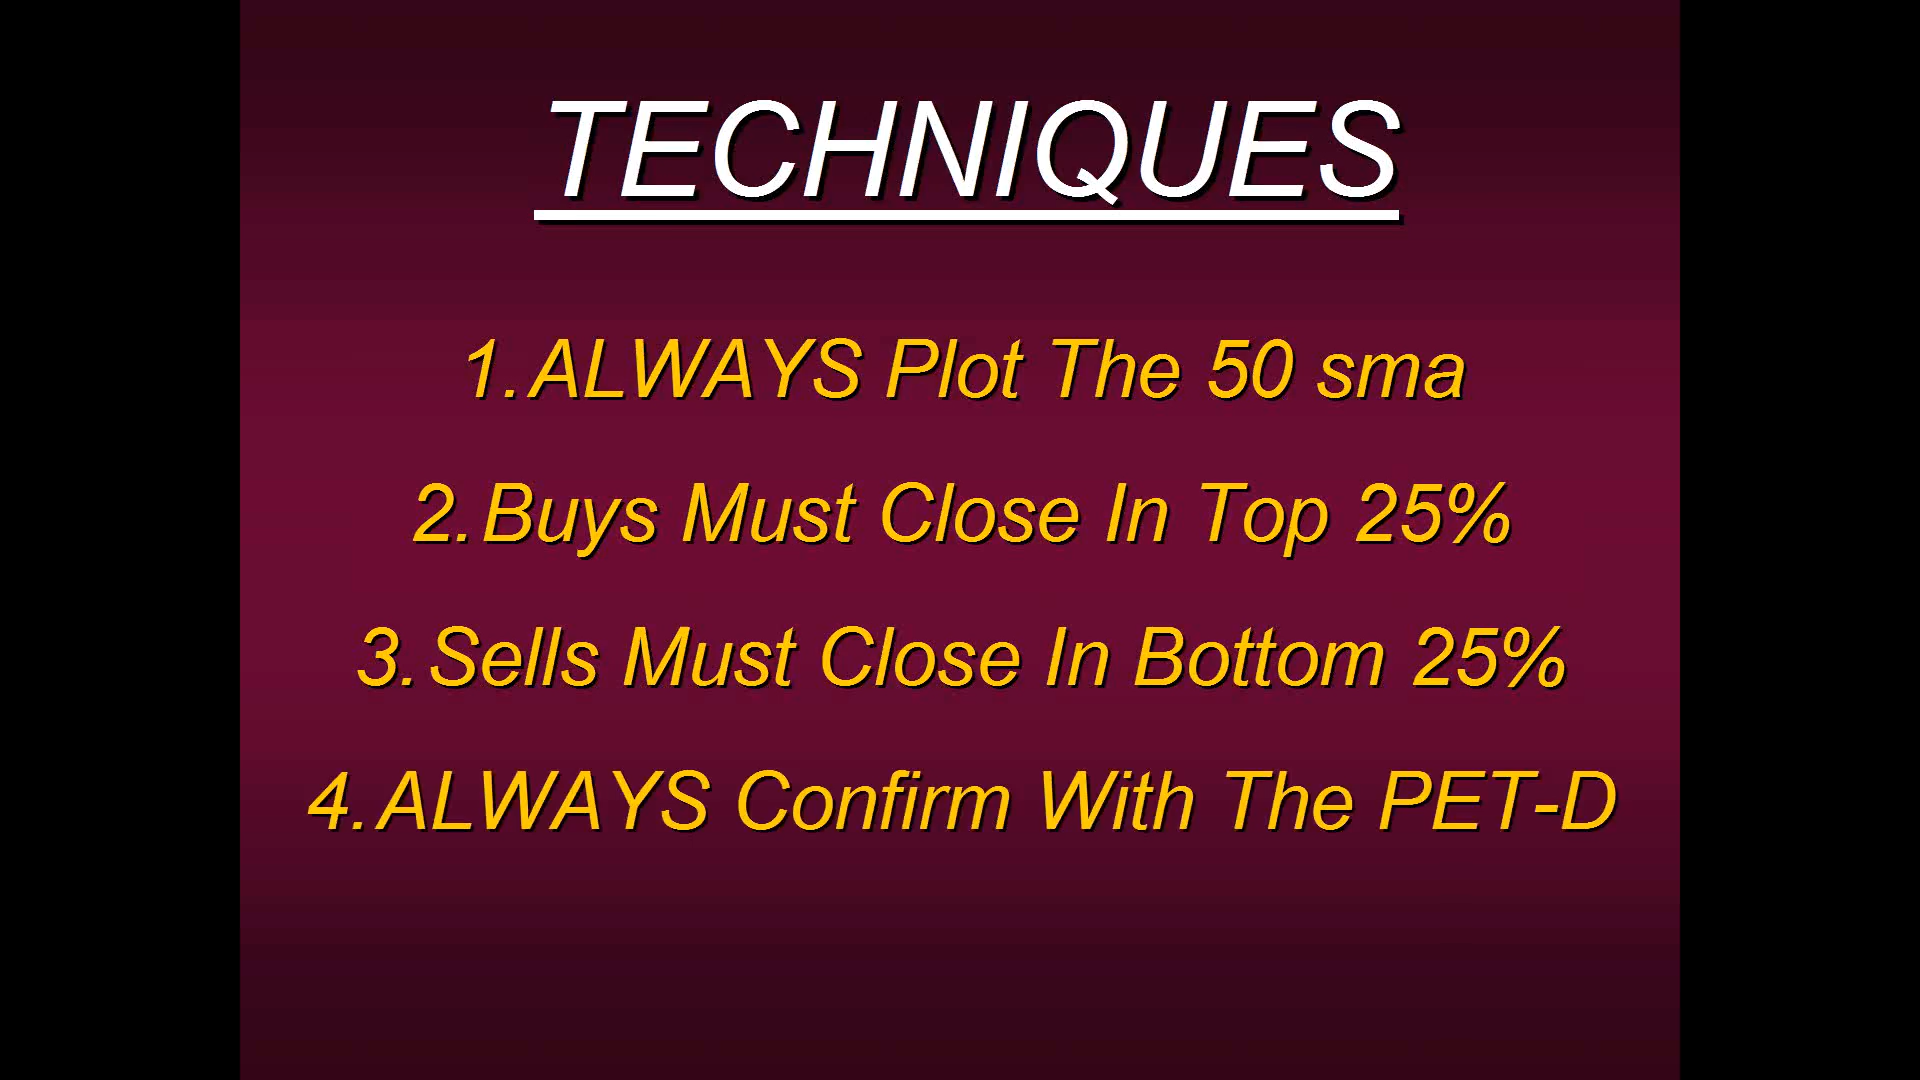 TECHNIQUES
1. ALWAYS Plot The 50 sma
2. Buys Must Close In Top 25%
3. Sells Must Close In Bottom 25%
4. ALWAYS Confirm With The PET-D